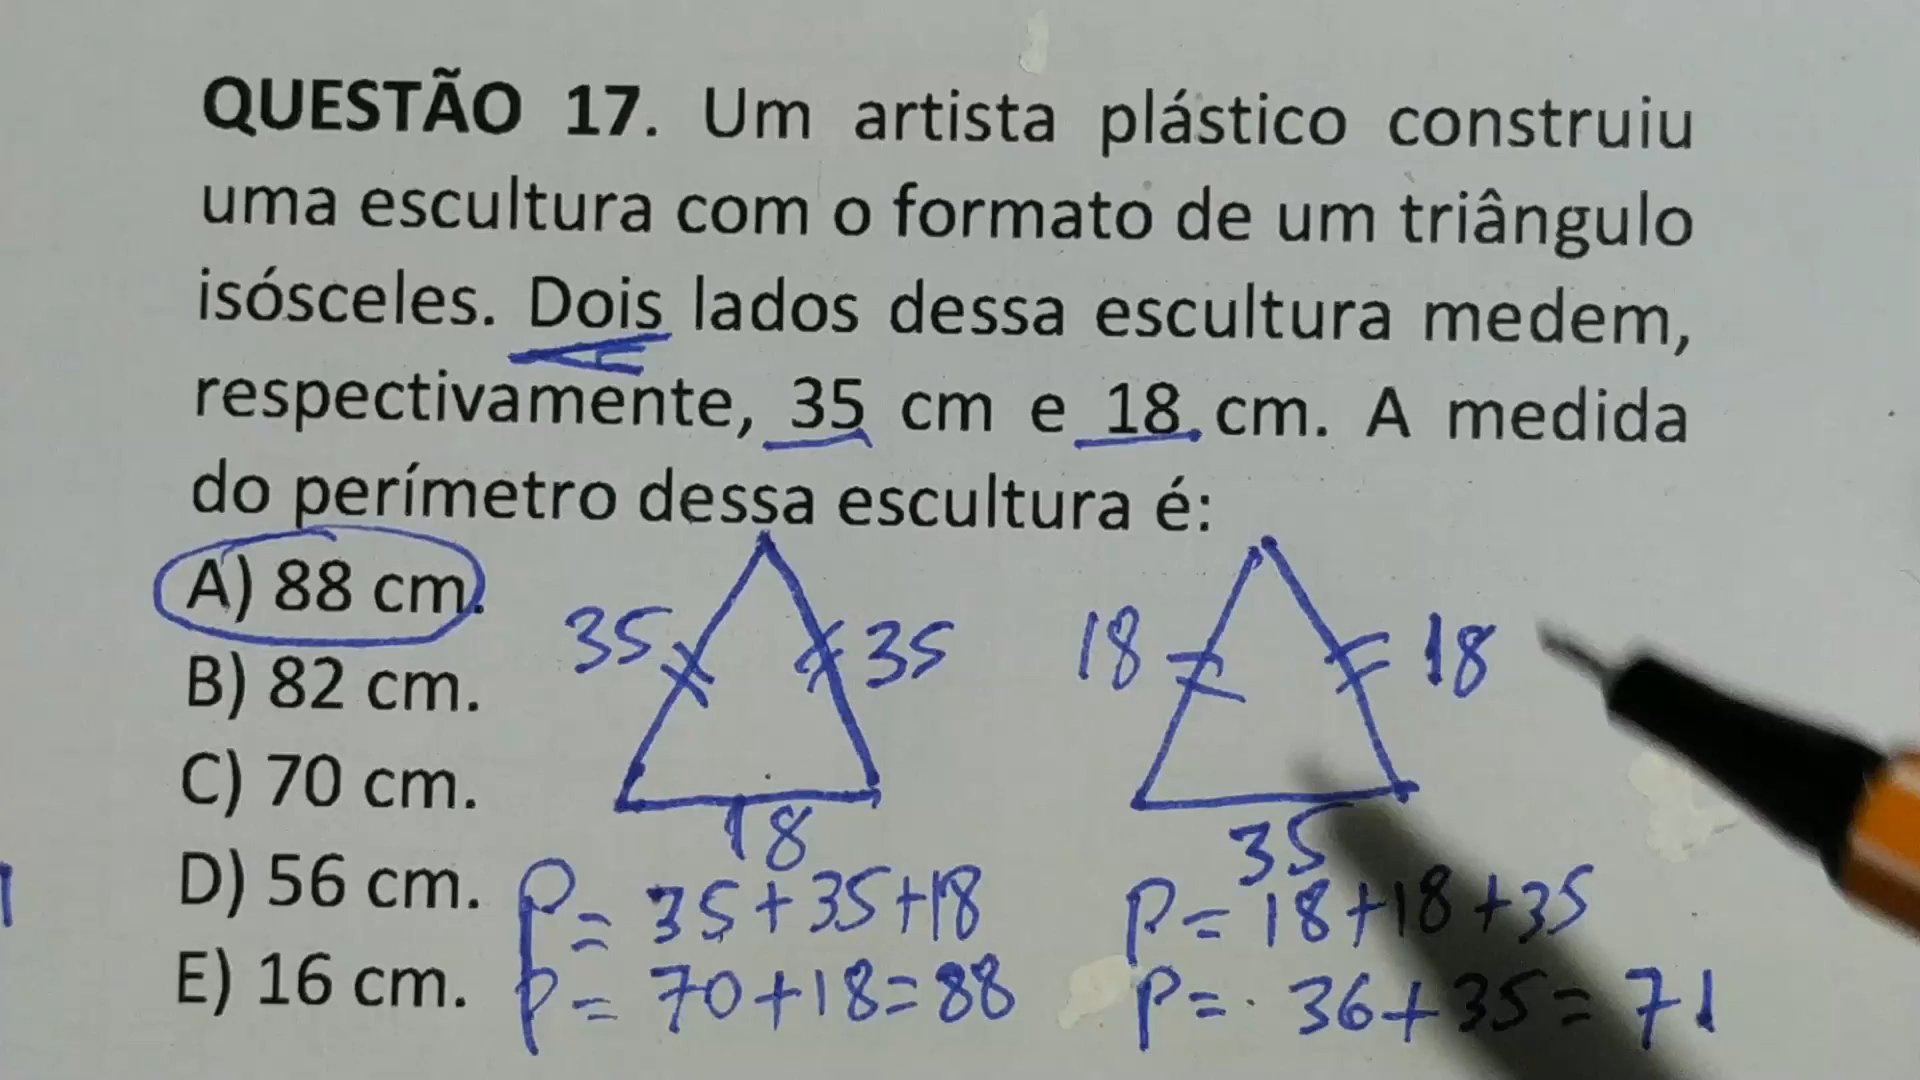 QUESTÃO 17. Um artista plástico construiu
uma escultura com o formato de um triângulo
isósceles. Dois lados dessa escultura medem,
respectivamente, 35 cm e 18 cm. A medida
do perímetro dessa escultura é:
A) 88 cm.
B) 82 cm.
C) 70 cm.
D) 56 cm.
E) 16 cm.
35 35
18
P = 35+35+18
P = 70+18=88
18 18
35
P = 18+18+35
P = 36+35=71